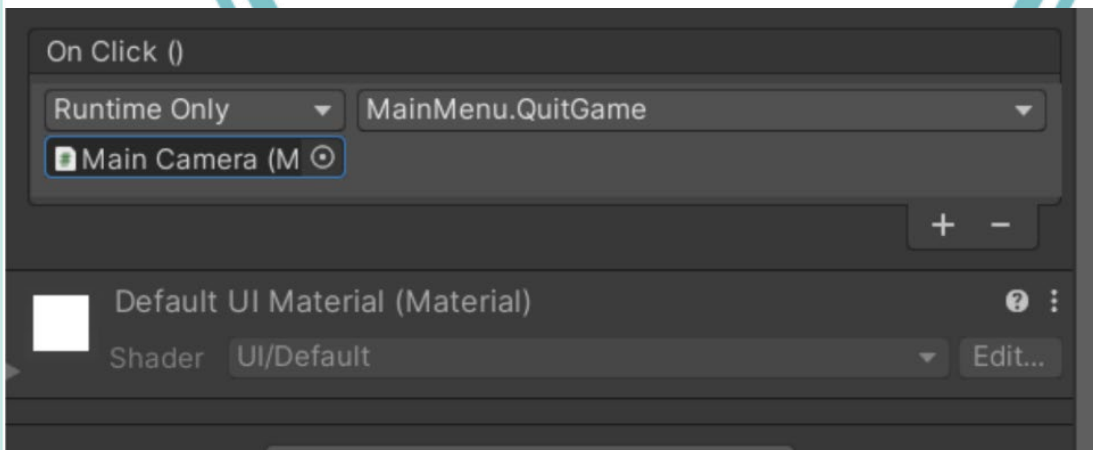 On Click ()
Runtime Only MainMenu.QuitGame
Main Camera (M
+ -
Default UI Material (Material)
Shader UI/Default Edit...